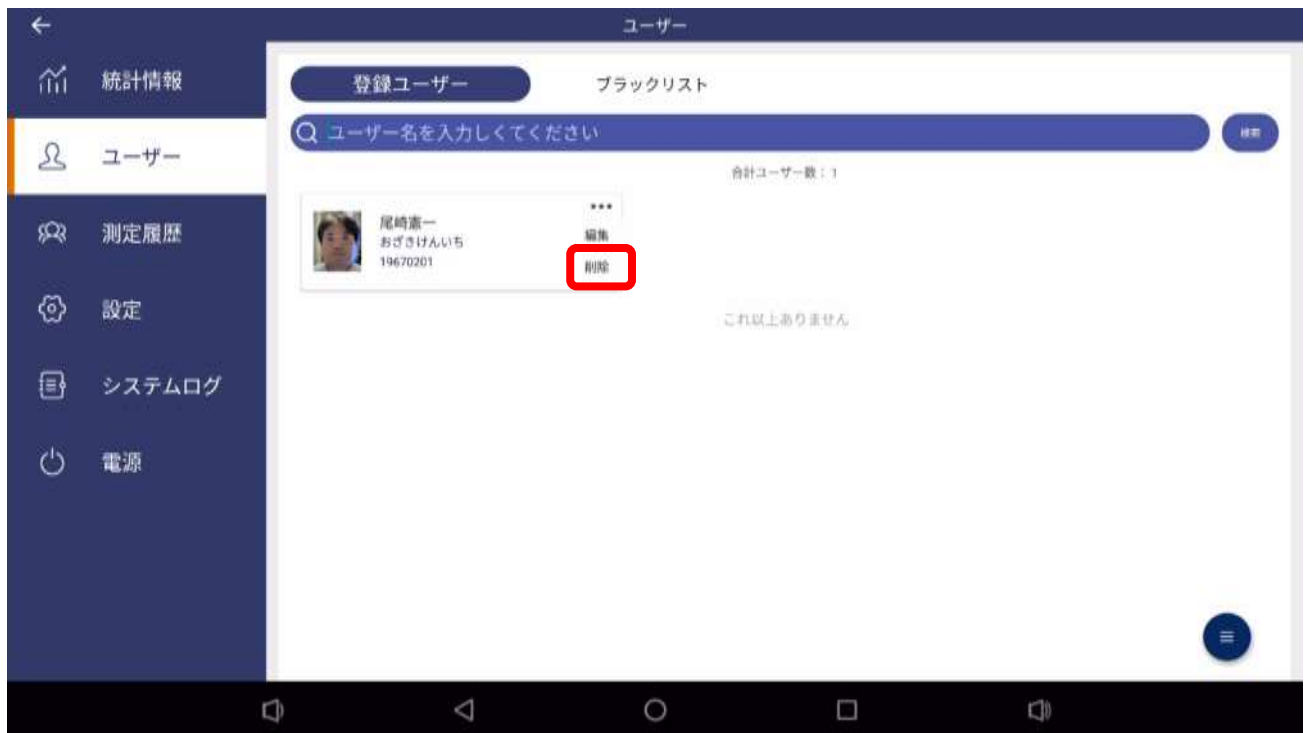 ユーザー
統計情報
ユーザー
測定履歴
設定
システムログ
電源
登録ユーザー
ブラックリスト
ユーザー名を入力しくてください
検索
合計ユーザー数：1
•••
尾崎憲一
おざきけんいち
19670201
編集
削除
これ以上ありません